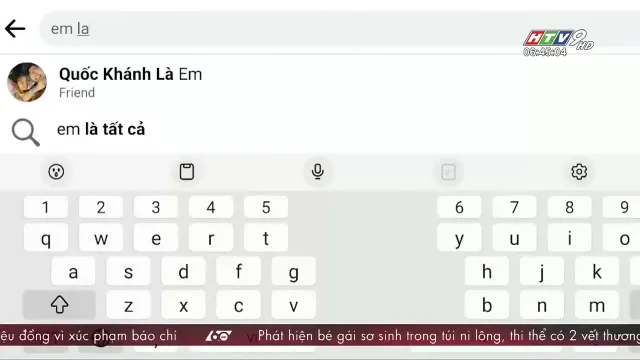 em la
HTV9 HD
06:45:04
Quốc Khánh Là Em
Friend
em là tất cả
1 2 3 4 5 6 7 8 9
q w e r t y u i o
a s d f g h j k
z x c v b n m
đồng vì xúc phạm báo chí
60
Phát hiện bé gái sơ sinh trong túi ni lông, thi thể có 2 vết thương